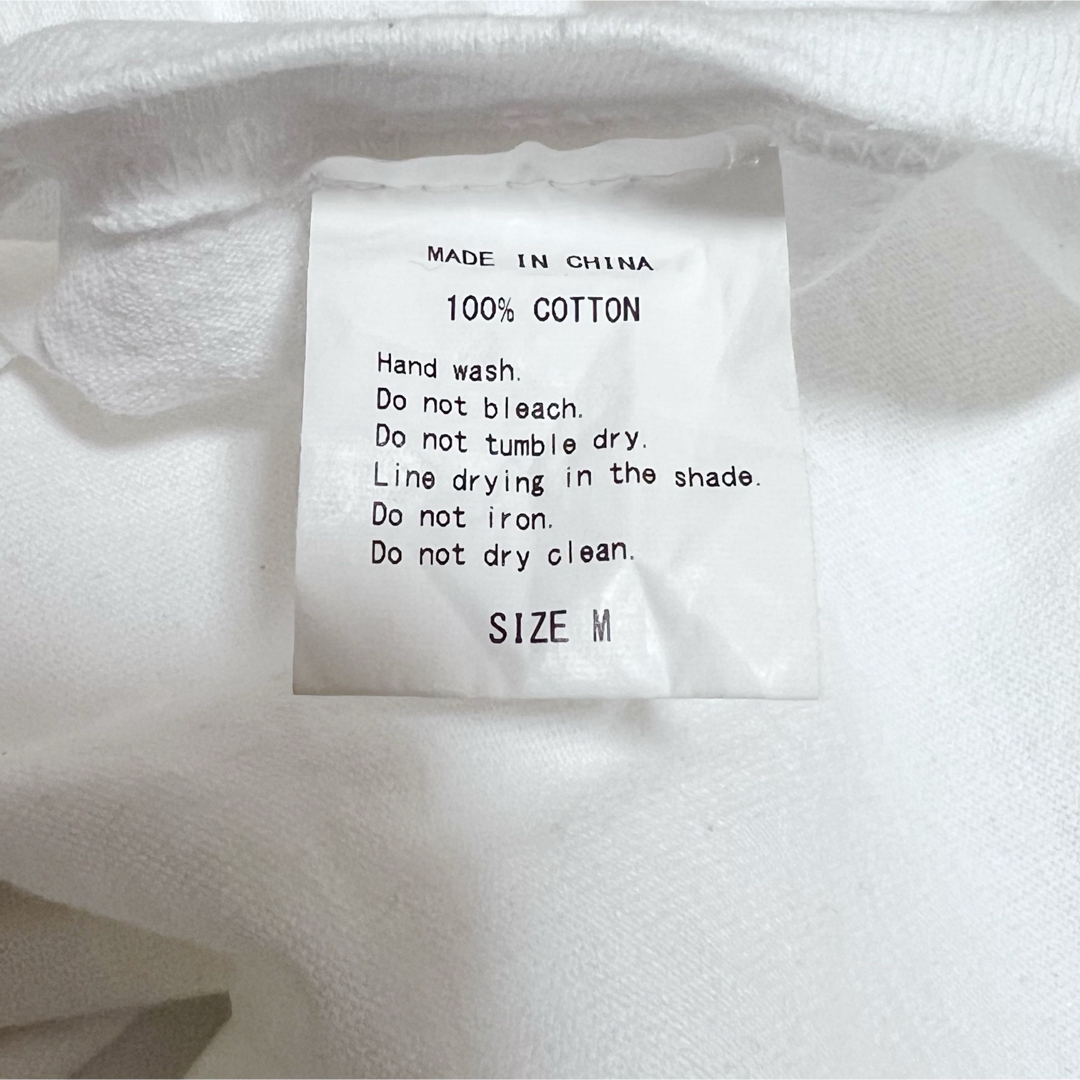 MADE IN CHINA
100% COTTON
Hand wash.
Do not bleach.
Do not tumble dry.
Line drying in the shade.
Do not iron.
Do not dry clean.
SIZE M